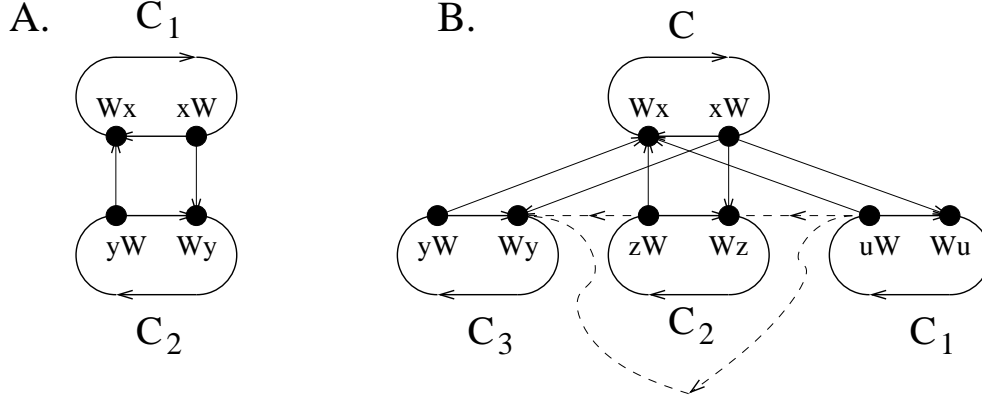 A.
C₁
Wx xW
yW Wy
C₂
B.
C
Wx xW
yW Wy zW Wz uW Wu
C₃ C₂ C₁